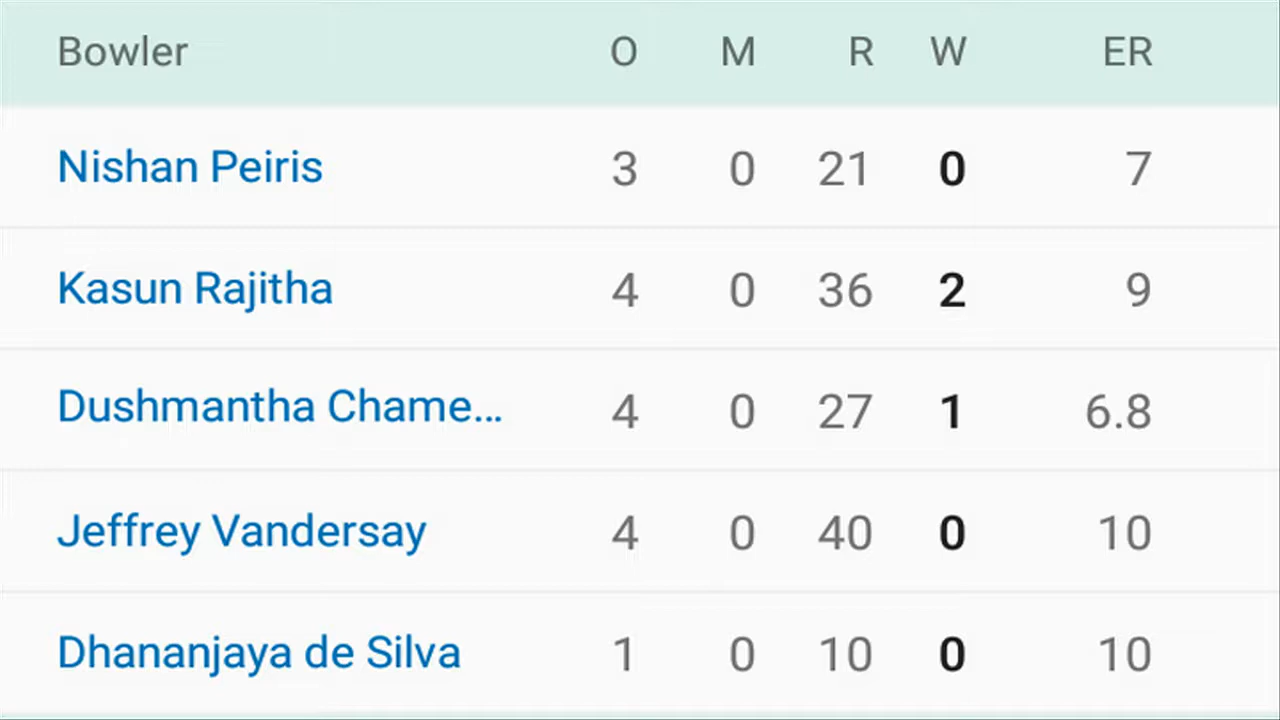 Bowler O M R W ER
Nishan Peiris 3 0 21 0 7
Kasun Rajitha 4 0 36 2 9
Dushmantha Chame... 4 0 27 1 6.8
Jeffrey Vandersay 4 0 40 0 10
Dhananjaya de Silva 1 0 10 0 10